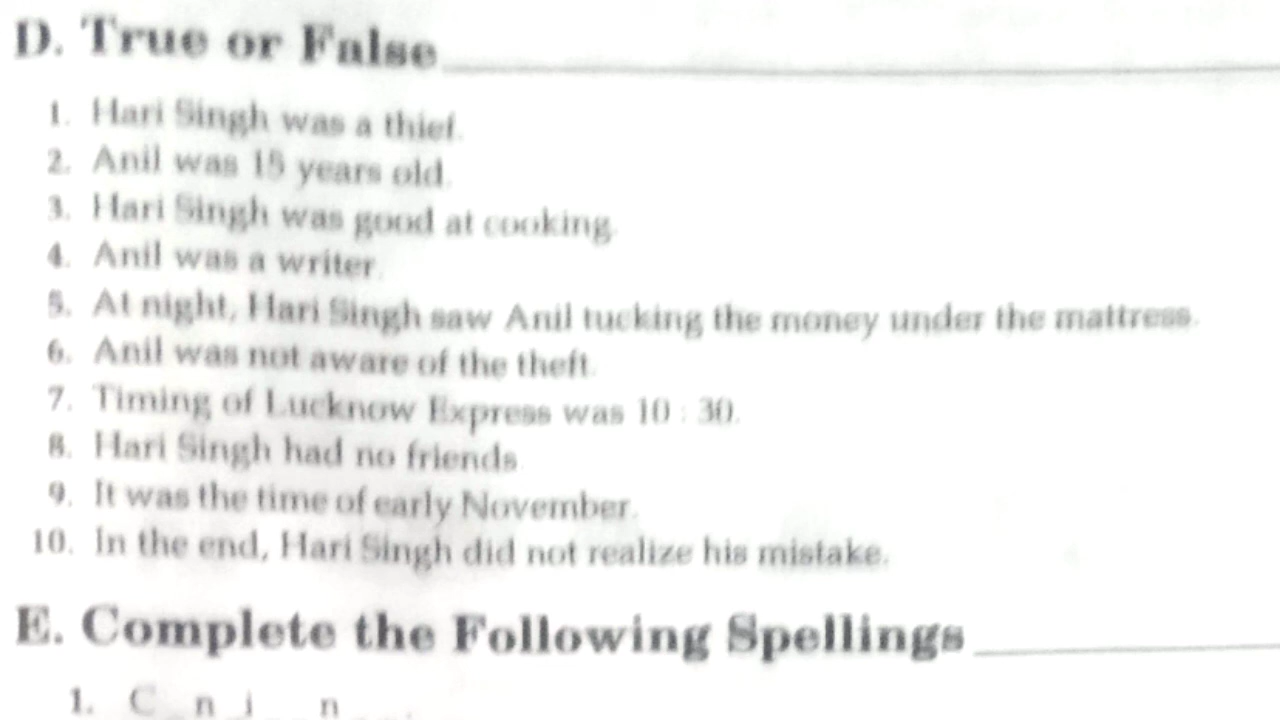 D. True or False
1. Hari Singh was a thief.
2. Anil was 15 years old.
3. Hari Singh was good at cooking.
4. Anil was a writer.
5. At night, Hari Singh saw Anil tucking the money under the mattress.
6. Anil was not aware of the theft.
7. Timing of Lucknow Express was 10 : 30.
8. Hari Singh had no friends
9. It was the time of early November.
10. In the end, Hari Singh did not realize his mistake.
E. Complete the Following Spellings
1. C _ n _ i _ _ n